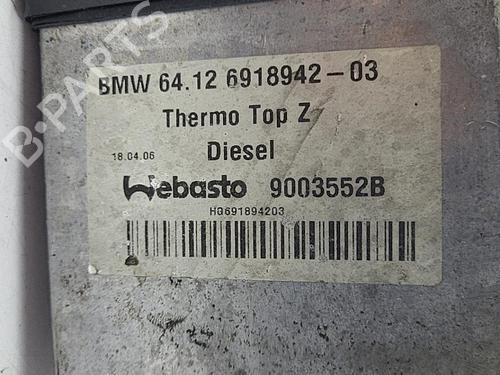 BMW 64.12 6918942-03
Thermo Top Z
18.04.06 Diesel
Webasto 9003552B
HG691894203
B-PARTS